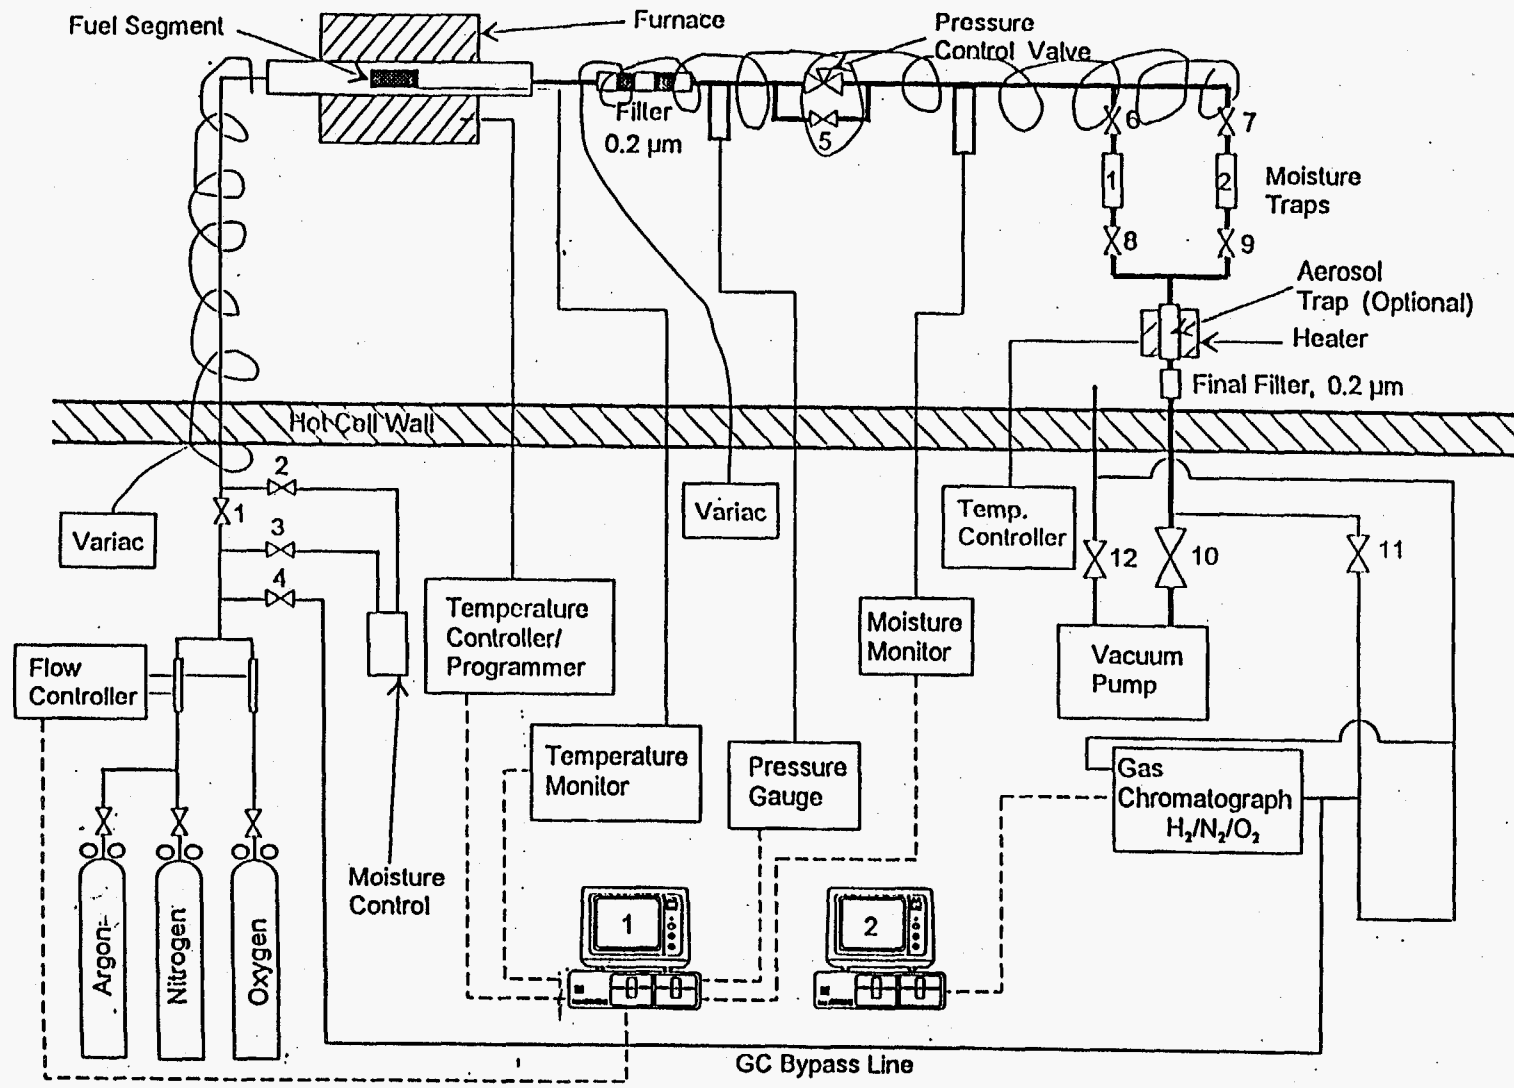 Fuel Segment
Furnace
Pressure
Control Valve
Filter
0.2 µm
5
6
7
1
2
Moisture
Traps
8
9
Aerosol
Trap (Optional)
Heater
Final Filter, 0.2 µm
Hot Cell Wall
2
1
3
4
Variac
Variac
Temp.
Controller
12
10
11
Temperature
Controller/
Programmer
Moisture
Monitor
Vacuum
Pump
Flow
Controller
Temperature
Monitor
Pressure
Gauge
Gas
Chromatograph
H₂/N₂/O₂
Moisture
Control
Argon
Nitrogen
Oxygen
1
2
GC Bypass Line